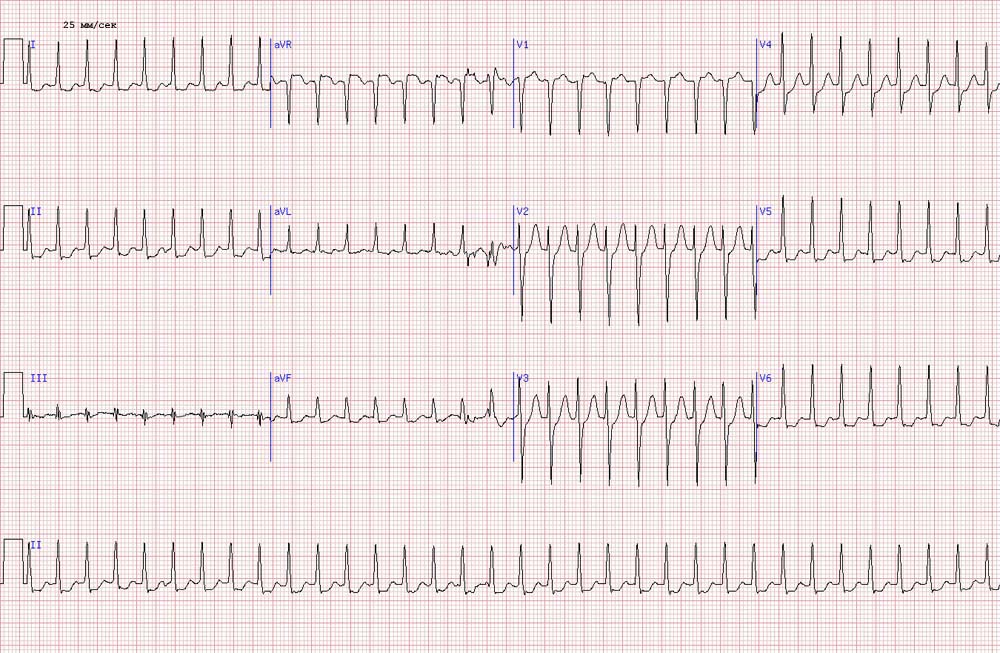 25 мм/сек
I aVR V1 V4
II aVL V2 V5
III aVF V3 V6
II